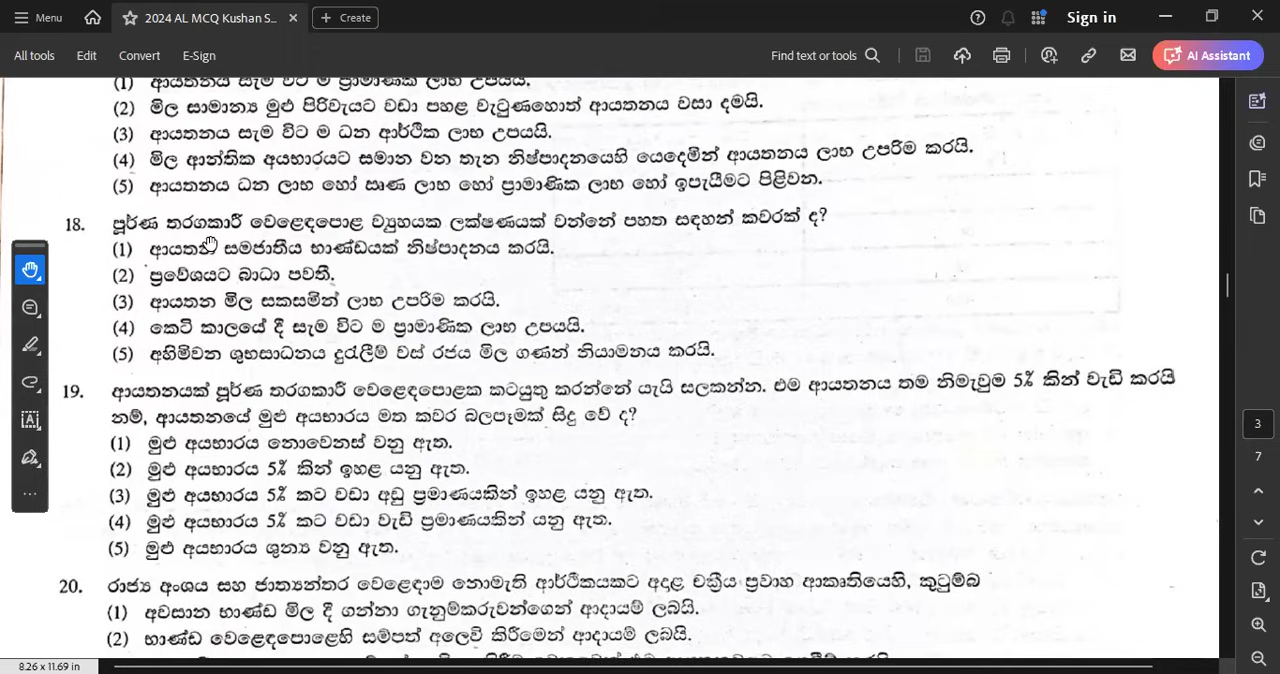 Menu
2024 AL MCQ Kushan S...
Create
Sign in
All tools
Edit
Convert
E-Sign
Find text or tools
AI Assistant
(1) ආයතනය සැම විට ම ප්‍රාමාණික ලාභ උපයයි.
(2) මිල සාමාන්‍ය මුළු පිරිවැයට වඩා පහළ වැටුණහොත් ආයතනය වසා දමයි.
(3) ආයතනය සැම විට ම ධන ආර්ථික ලාභ උපයයි.
(4) මිල ආන්තික අයභාරයට සමාන වන තැන නිෂ්පාදනයෙහි යෙදෙමින් ආයතනය ලාභ උපරිම කරයි.
(5) ආයතනය ධන ලාභ හෝ ඍණ ලාභ හෝ ප්‍රාමාණික ලාභ හෝ ඉපැයීමට පිළිවන.
18. පූර්ණ තරගකාරී වෙළෙඳපොළ ව්‍යුහයක ලක්ෂණයක් වන්නේ පහත සඳහන් කවරක් ද?
(1) ආයතන සමජාතීය භාණ්ඩයක් නිෂ්පාදනය කරයි.
(2) ප්‍රවේශයට බාධා පවතී.
(3) ආයතන මිල සකසමින් ලාභ උපරිම කරයි.
(4) කෙටි කාලයේ දී සැම විට ම ප්‍රාමාණික ලාභ උපයයි.
(5) අහිමිවන ශුභසාධනය දුරැලීම වස් රජය මිල ගණන් නියාමනය කරයි.
19. ආයතනයක් පූර්ණ තරගකාරී වෙළෙඳපොළක කටයුතු කරන්නේ යැයි සලකන්න. එම ආයතනය තම නිමැවුම 5% කින් වැඩි කරයි
නම්, ආයතනයේ මුළු අයභාරය මත කවර බලපෑමක් සිදු වේ ද?
(1) මුළු අයභාරය නොවෙනස් වනු ඇත.
(2) මුළු අයභාරය 5% කින් ඉහළ යනු ඇත.
(3) මුළු අයභාරය 5% කට වඩා අඩු ප්‍රමාණයකින් ඉහළ යනු ඇත.
(4) මුළු අයභාරය 5% කට වඩා වැඩි ප්‍රමාණයකින් යනු ඇත.
(5) මුළු අයභාරය ශුන්‍ය වනු ඇත.
20. රාජ්‍ය අංශය සහ ජාත්‍යන්තර වෙළෙඳාම නොමැති ආර්ථිකයකට අදාළ චක්‍රීය ප්‍රවාහ ආකෘතියෙහි, කුටුම්බ
(1) අවසාන භාණ්ඩ මිල දී ගන්නා ගැනුම්කරුවන්ගෙන් ආදායම් ලබයි.
(2) භාණ්ඩ වෙළෙඳපොළෙහි සම්පත් අලෙවි කිරීමෙන් ආදායම් ලබයි.
3
7
8.26 x 11.69 in